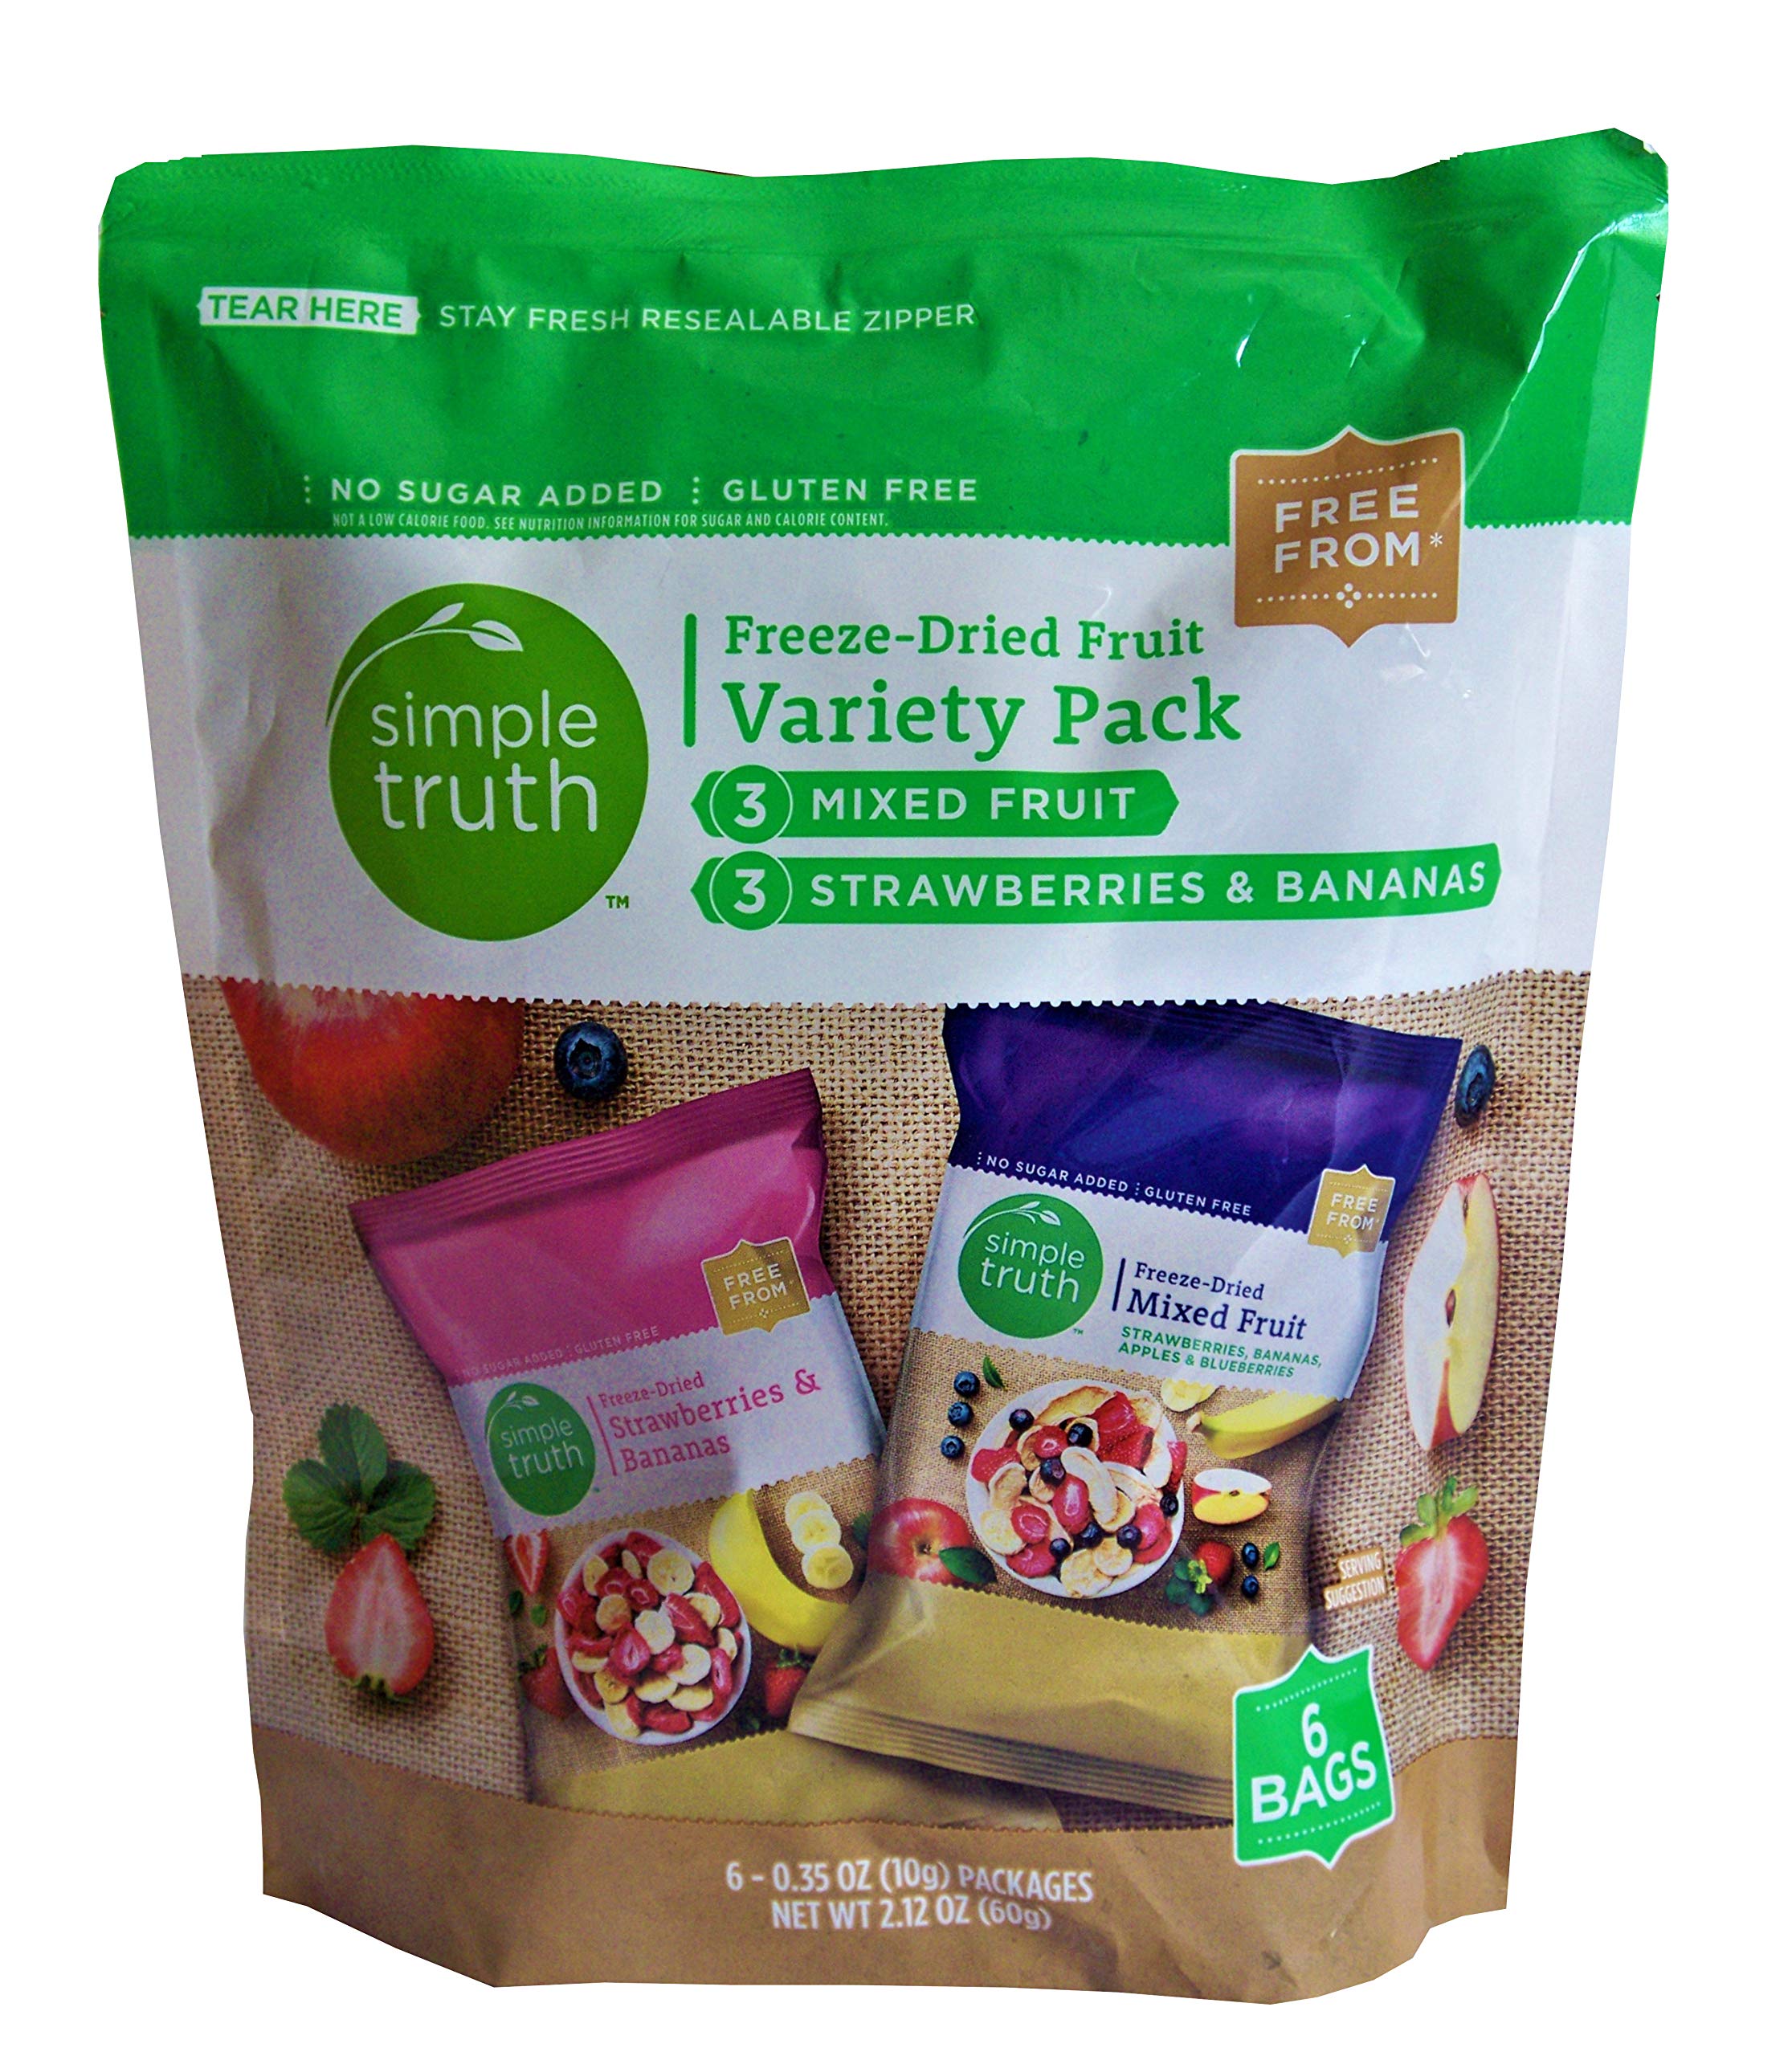 TEAR HERE STAY FRESH RESEALABLE ZIPPER
NO SUGAR ADDED GLUTEN FREE
NOT A LOW CALORIE FOOD. SEE NUTRITION INFORMATION FOR SUGAR AND CALORIE CONTENT.
FREE
FROM*
simple
truth
TM
Freeze-Dried Fruit
Variety Pack
3 MIXED FRUIT
3 STRAWBERRIES & BANANAS
NO SUGAR ADDED GLUTEN FREE
FREE
FROM*
simple
truth
Freeze-Dried
Strawberries &
Bananas
NO SUGAR ADDED GLUTEN FREE
FREE
FROM*
simple
truth
TM
Freeze-Dried
Mixed Fruit
STRAWBERRIES, BANANAS,
APPLES & BLUEBERRIES
SERVING
SUGGESTION
6
BAGS
6 - 0.35 OZ (10g) PACKAGES
NET WT 2.12 OZ (60g)